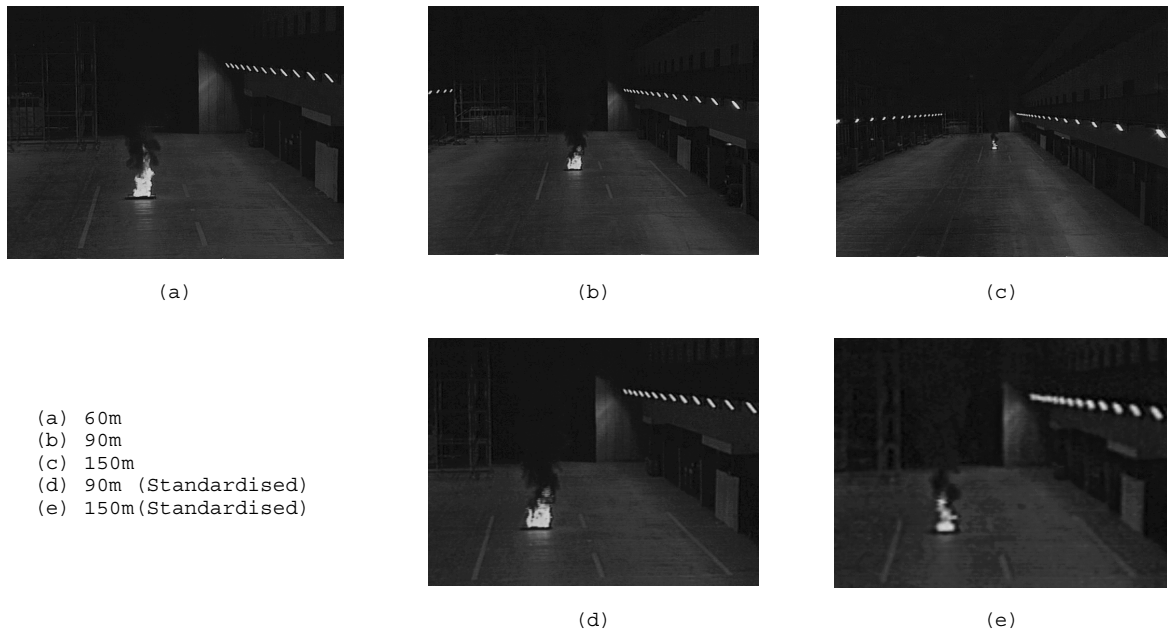 (a)
(b)
(c)
(a) 60m
(b) 90m
(c) 150m
(d) 90m (Standardised)
(e) 150m(Standardised)
(d)
(e)